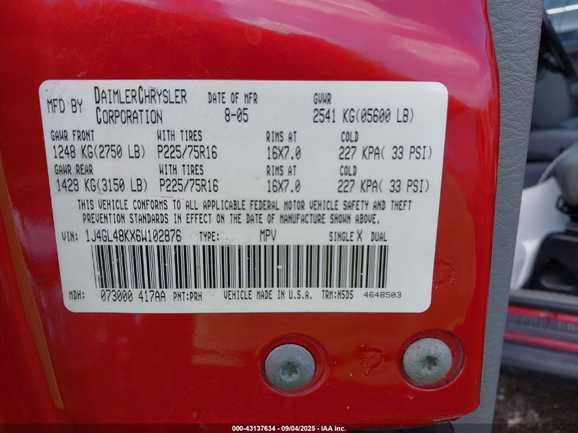 MFD BY DAIMLERCHRYSLER CORPORATION DATE OF MFR 8-05 GVWR 2541 KG(05600 LB)
GAWR FRONT WITH TIRES RIMS AT COLD
1248 KG(2750 LB) P225/75R16 16X7.0 227 KPA( 33 PSI)
GAWR REAR WITH TIRES RIMS AT COLD
1429 KG(3150 LB) P225/75R16 16X7.0 227 KPA( 33 PSI)
THIS VEHICLE CONFORMS TO ALL APPLICABLE FEDERAL MOTOR VEHICLE SAFETY AND THEFT
PREVENTION STANDARDS IN EFFECT ON THE DATE OF MANUFACTURE SHOWN ABOVE.
VIN: 1J4GL48KX6W102876 TYPE: MPV SINGLE X DUAL
MDH: 073000 417AA PNT:PRH VEHICLE MADE IN U.S.A. TRM:H5D5 4648503
000-43137634 - 09/04/2025 - IAA Inc.